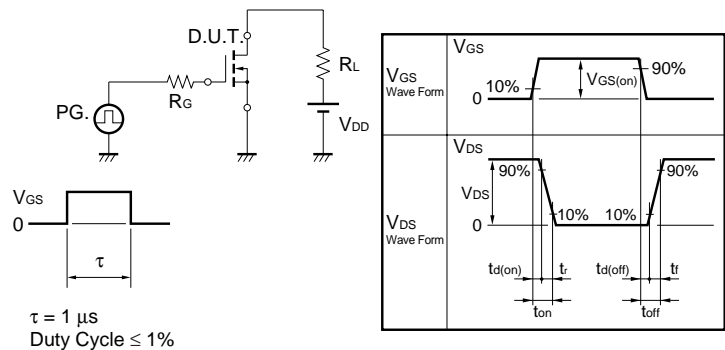 D.U.T.
RL
RG
PG.
VDD
VGS
0
τ
τ = 1 μs
Duty Cycle ≤ 1%
VGS
Wave Form
VGS
10%
0
VGS(on)
90%
VDS
Wave Form
VDS
90%
90%
VDS
10%
10%
0
td(on)
tr
td(off)
tf
ton
toff